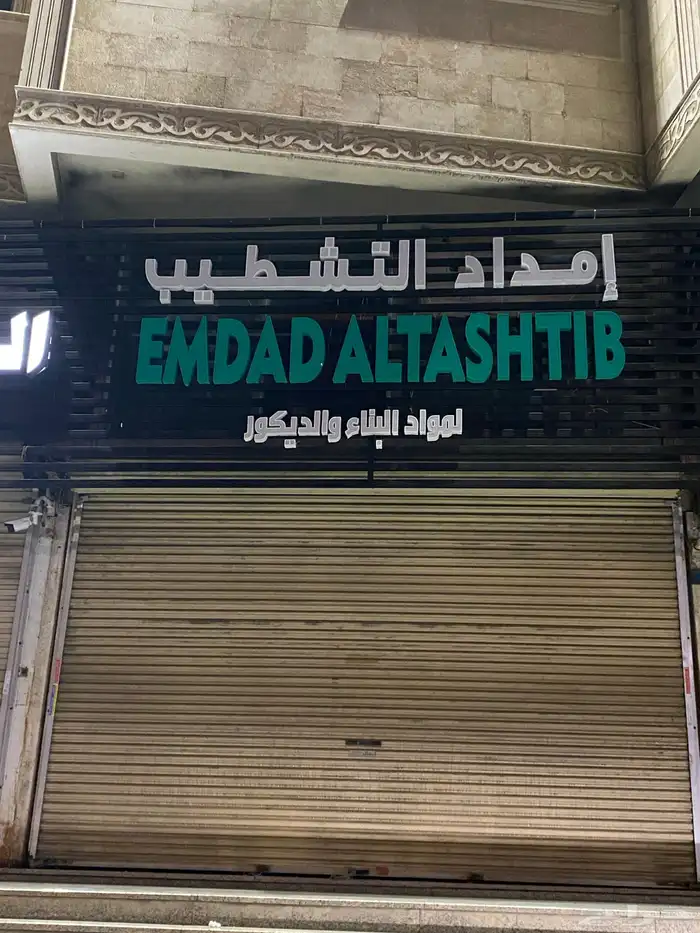 إمداد التشطيب
EMDAD ALTASHTIB
لمواد البناء والديكور